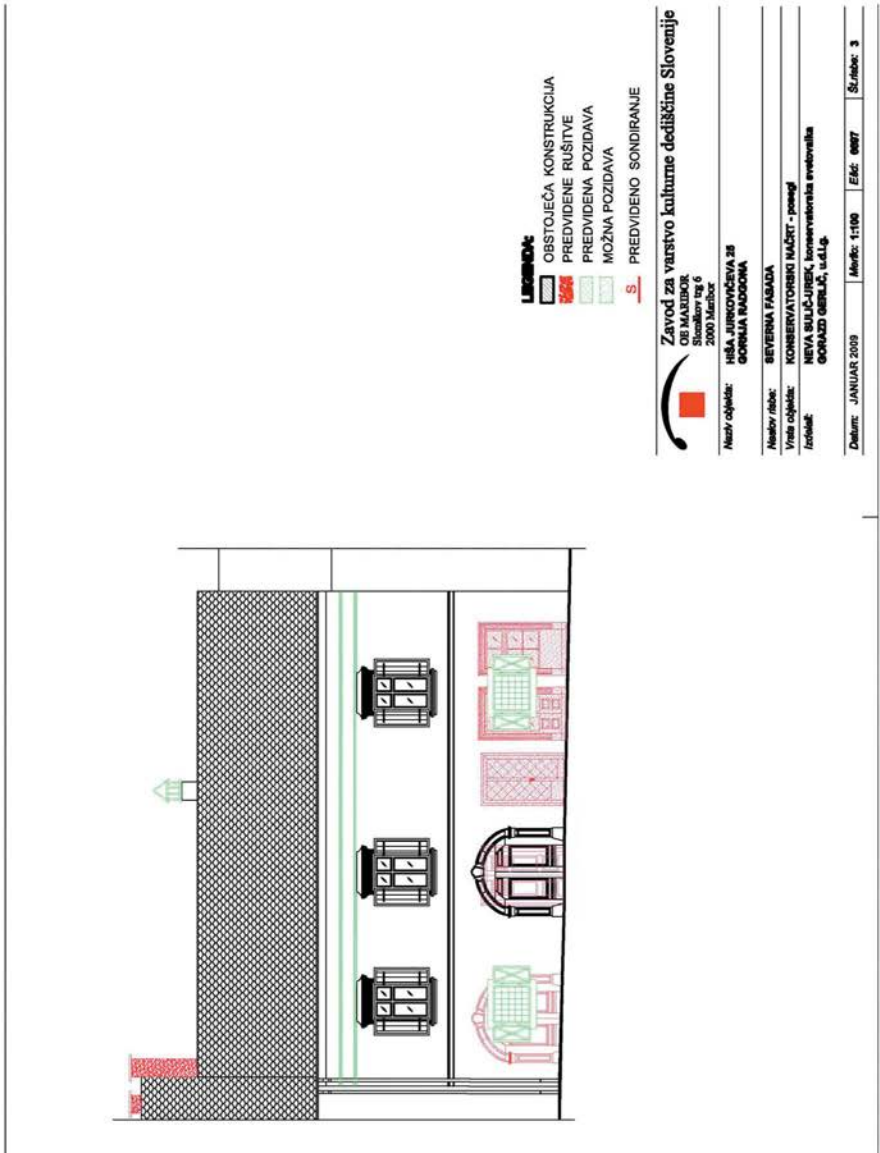 LEGENDA:
OBSTOJEČA KONSTRUKCIJA
PREDVIDENE RUŠITVE
PREDVIDENA POZIDAVA
MOŽNA POZIDAVA
S PREDVIDENO SONDIRANJE
Zavod za varstvo kulturne dediščine Slovenije
OE MARIBOR
Slomškov trg 6
2000 Maribor
Naziv objekta: HIŠA JURKOVIČEVA 25
GORNJA RADGONA
Naslov risbe: SEVERNA FASADA
Vrsta objekta: KONSERVATORSKI NAČRT - posegi
Izdelali: NEVA SULIČ-UREK, konservatorska svetovalka
GORAZD GERLIČ, u.d.i.g.
Datum: JANUAR 2009 Merilo: 1:100 Ešd: 6697 Št.risbe: 3